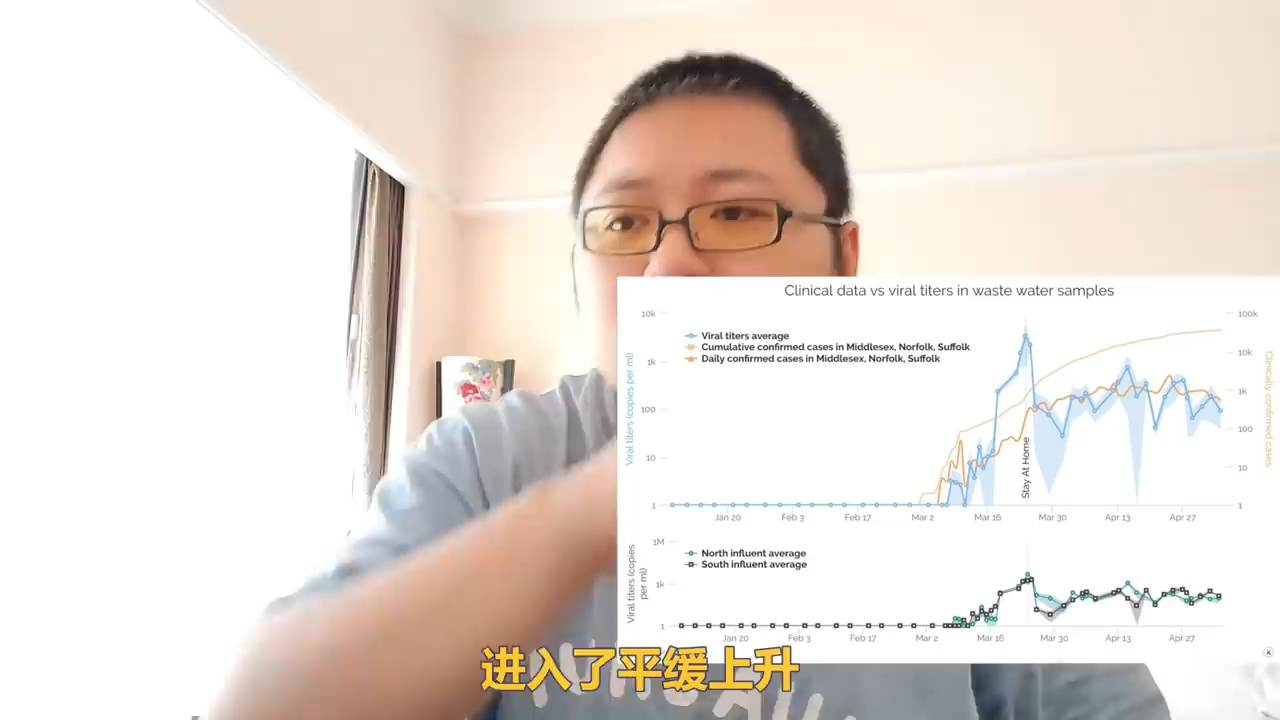 Clinical data vs viral titers in waste water samples
10k
1k
100
10
1
Viral titers (copies per ml)
Viral titers average
Cumulative confirmed cases in Middlesex, Norfolk, Suffolk
Daily confirmed cases in Middlesex, Norfolk, Suffolk
Stay At Home
100k
10k
1k
100
10
1
Clinically confirmed cases
Jan 20 Feb 3 Feb 17 Mar 2 Mar 16 Mar 30 Apr 13 Apr 27
1M
1k
1
Viral titers (copies
per ml)
North influent average
South influent average
Jan 20 Feb 3 Feb 17 Mar 2 Mar 16 Mar 30 Apr 13 Apr 27
x
进入了平缓上升